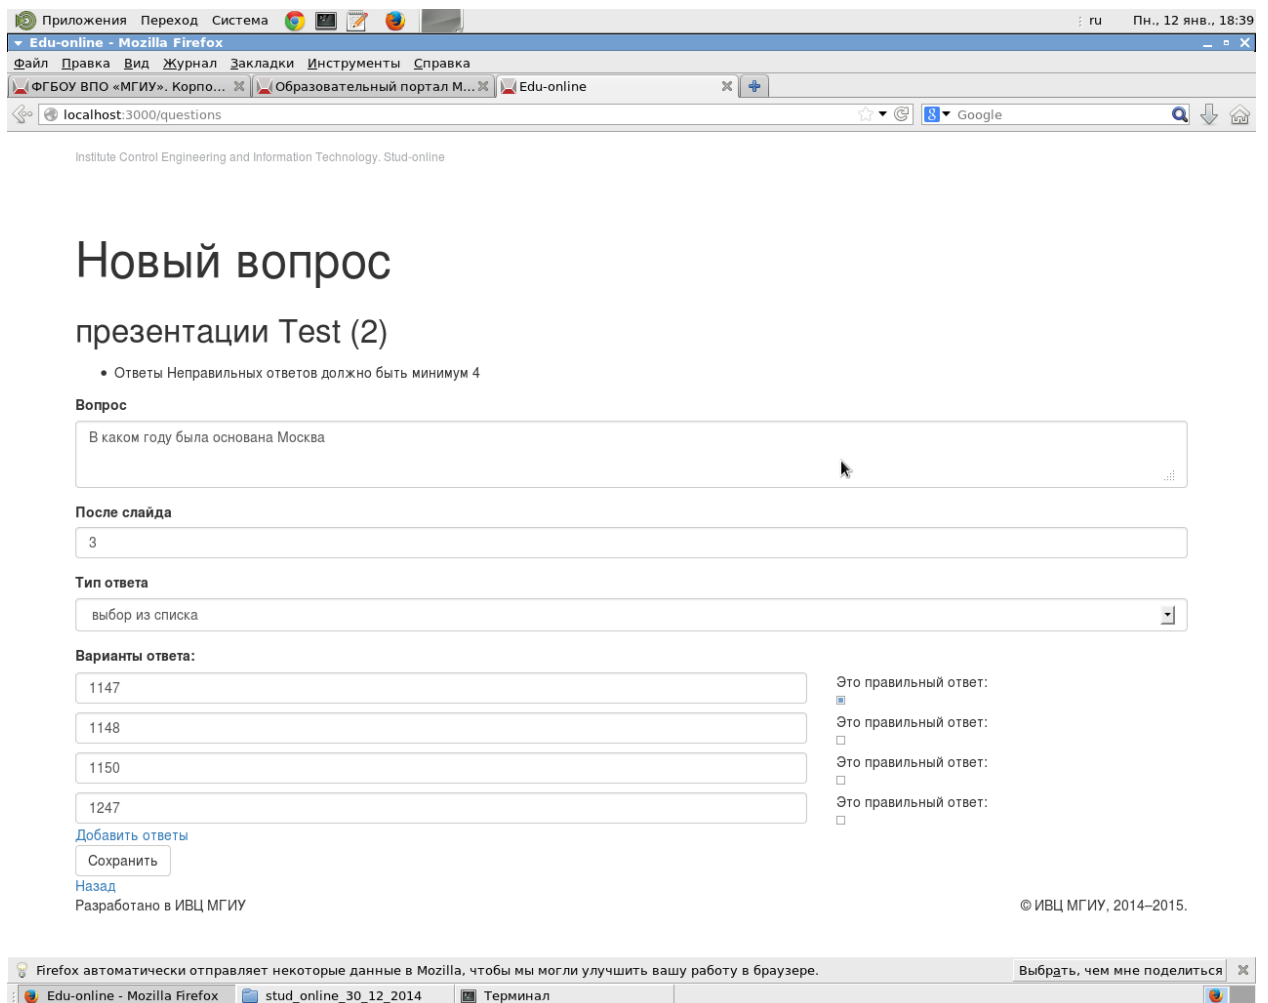 Приложения Переход Система ru Пн., 12 янв., 18:39
Edu-online - Mozilla Firefox
Файл Правка Вид Журнал Закладки Инструменты Справка
ФГБОУ ВПО «МГИУ». Корпо... Образовательный портал М... Edu-online
localhost:3000/questions 8 Google
Institute Control Engineering and Information Technology. Stud-online
Новый вопрос
презентации Test (2)
• Ответы Неправильных ответов должно быть минимум 4
Вопрос
В каком году была основана Москва
После слайда
3
Тип ответа
выбор из списка
Варианты ответа:
1147 Это правильный ответ:
1148 Это правильный ответ:
1150 Это правильный ответ:
1247 Это правильный ответ:
Добавить ответы
Сохранить
Назад
Разработано в ИВЦ МГИУ © ИВЦ МГИУ, 2014–2015.
Firefox автоматически отправляет некоторые данные в Mozilla, чтобы мы могли улучшить вашу работу в браузере. Выбрать, чем мне поделиться
Edu-online - Mozilla Firefox stud_online_30_12_2014 Терминал